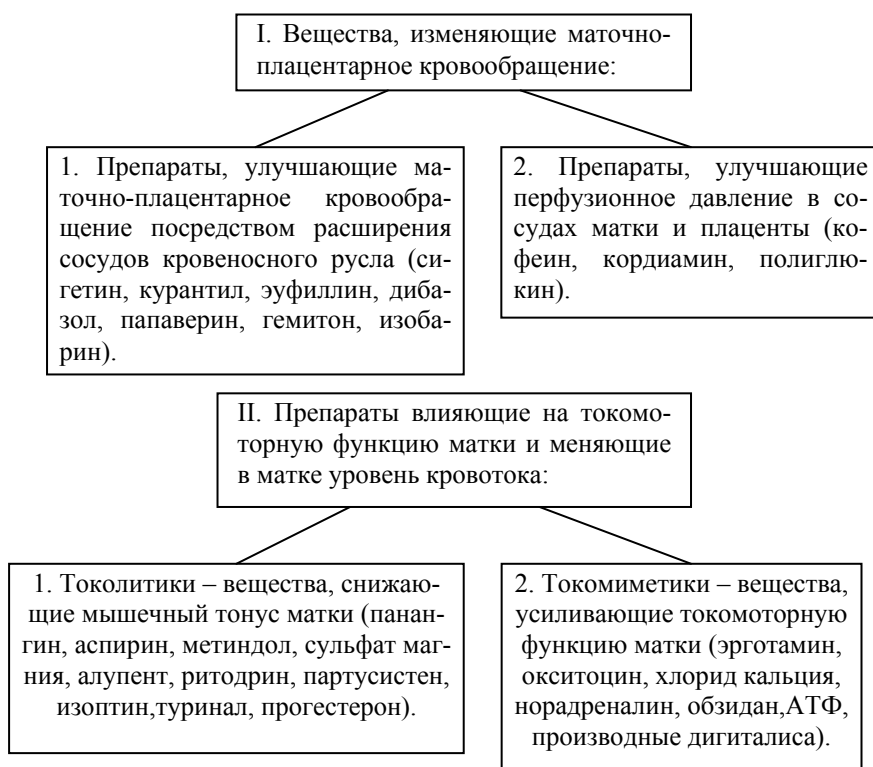 I. Вещества, изменяющие маточно-
плацентарное кровообращение:
1. Препараты, улучшающие ма-
точно-плацентарное кровообра-
щение посредством расширения
сосудов кровеносного русла (си-
гетин, курантил, эуфиллин, диба-
зол, папаверин, гемитон, изоба-
рин).
2. Препараты, улучшающие
перфузионное давление в со-
судах матки и плаценты (ко-
феин, кордиамин, полиглю-
кин).
II. Препараты влияющие на токомо-
торную функцию матки и меняющие
в матке уровень кровотока:
1. Токолитики – вещества, снижаю-
щие мышечный тонус матки (панан-
гин, аспирин, метиндол, сульфат маг-
ния, алупент, ритодрин, партусистен,
изоптин,туринал, прогестерон).
2. Токомиметики – вещества,
усиливающие токомоторную
функцию матки (эрготамин,
окситоцин, хлорид кальция,
норадреналин, обзидан,АТФ,
производные дигиталиса).